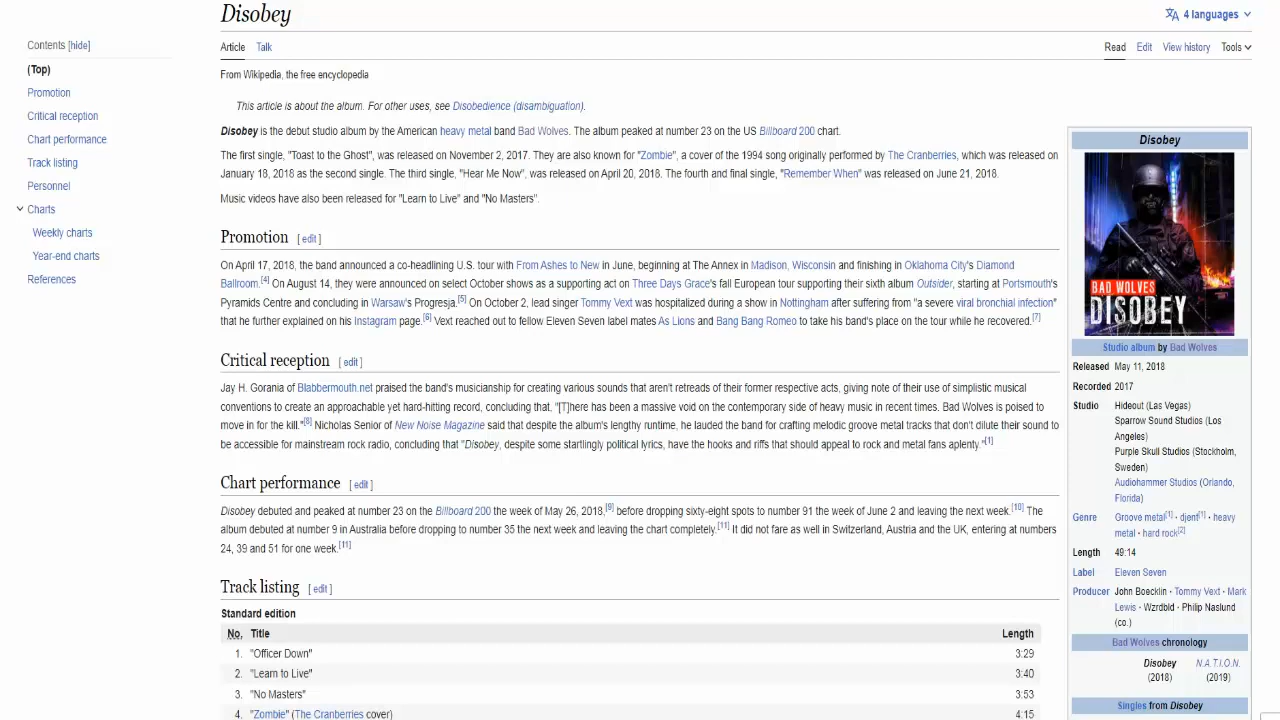 Disobey
4 languages
Contents [hide]
(Top)
Promotion
Critical reception
Chart performance
Track listing
Personnel
Charts
Weekly charts
Year-end charts
References
Article Talk
Read Edit View history Tools
From Wikipedia, the free encyclopedia
This article is about the album. For other uses, see Disobedience (disambiguation).
Disobey is the debut studio album by the American heavy metal band Bad Wolves. The album peaked at number 23 on the US Billboard 200 chart.
The first single, "Toast to the Ghost", was released on November 2, 2017. They are also known for "Zombie", a cover of the 1994 song originally performed by The Cranberries, which was released on
January 18, 2018 as the second single. The third single, "Hear Me Now", was released on April 20, 2018. The fourth and final single, "Remember When" was released on June 21, 2018.
Music videos have also been released for "Learn to Live" and "No Masters".
Promotion [ edit ]
On April 17, 2018, the band announced a co-headlining U.S. tour with From Ashes to New in June, beginning at The Annex in Madison, Wisconsin and finishing in Oklahoma City's Diamond
Ballroom.[4] On August 14, they were announced on select October shows as a supporting act on Three Days Grace's fall European tour supporting their sixth album Outsider, starting at Portsmouth's
Pyramids Centre and concluding in Warsaw's Progresja.[5] On October 2, lead singer Tommy Vext was hospitalized during a show in Nottingham after suffering from "a severe viral bronchial infection"
that he further explained on his Instagram page.[6] Vext reached out to fellow Eleven Seven label mates As Lions and Bang Bang Romeo to take his band's place on the tour while he recovered.[7]
Critical reception [ edit ]
Jay H. Gorania of Blabbermouth.net praised the band's musicianship for creating various sounds that aren't retreads of their former respective acts, giving note of their use of simplistic musical
conventions to create an approachable yet hard-hitting record, concluding that, "[T]here has been a massive void on the contemporary side of heavy music in recent times. Bad Wolves is poised to
move in for the kill."[8] Nicholas Senior of New Noise Magazine said that despite the album's lengthy runtime, he lauded the band for crafting melodic groove metal tracks that don't dilute their sound to
be accessible for mainstream rock radio, concluding that "Disobey, despite some startlingly political lyrics, have the hooks and riffs that should appeal to rock and metal fans aplenty."[1]
Chart performance [ edit ]
Disobey debuted and peaked at number 23 on the Billboard 200 the week of May 26, 2018,[9] before dropping sixty-eight spots to number 91 the week of June 2 and leaving the next week.[10] The
album debuted at number 9 in Australia before dropping to number 35 the next week and leaving the chart completely.[11] It did not fare as well in Switzerland, Austria and the UK, entering at numbers
24, 39 and 51 for one week.[11]
Track listing [ edit ]
Standard edition
No. Title Length
1. "Officer Down" 3:29
2. "Learn to Live" 3:40
3. "No Masters" 3:53
4. "Zombie" (The Cranberries cover) 4:15
Disobey
BAD WOLVES
DISOBEY
Studio album by Bad Wolves
Released May 11, 2018
Recorded 2017
Studio Hideout (Las Vegas)
Sparrow Sound Studios (Los
Angeles)
Purple Skull Studios (Stockholm,
Sweden)
Audiohammer Studios (Orlando,
Florida)
Genre Groove metal[1] · djent[1] · heavy
metal · hard rock[2]
Length 49:14
Label Eleven Seven
Producer John Boecklin · Tommy Vext · Mark
Lewis · Wzrdbld · Philip Naslund
(co.)
Bad Wolves chronology
Disobey N.A.T.I.O.N.
(2018) (2019)
Singles from Disobey